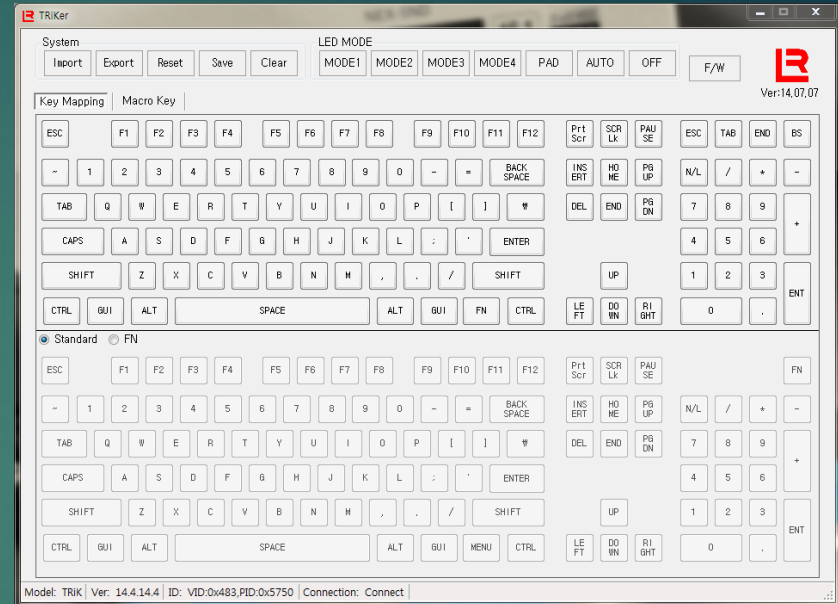 TRiKer
System
LED MODE
Import Export Reset Save Clear MODE1 MODE2 MODE3 MODE4 PAD AUTO OFF F/W
Ver:14,07,07
Key Mapping Macro Key
ESC F1 F2 F3 F4 F5 F6 F7 F8 F9 F10 F11 F12 Prt Scr SCR Lk PAU SE ESC TAB END BS
~ 1 2 3 4 5 6 7 8 9 0 - = BACK SPACE INS ERT HO ME PG UP N/L / * -
TAB Q W E R T Y U I O P [ ] ₩ DEL END PG DN 7 8 9 +
CAPS A S D F G H J K L ; ' ENTER 4 5 6
SHIFT Z X C V B N M , . / SHIFT UP 1 2 3 ENT
CTRL GUI ALT SPACE ALT GUI FN CTRL LE FT DO WN RI GHT 0 .
Standard FN
ESC F1 F2 F3 F4 F5 F6 F7 F8 F9 F10 F11 F12 Prt Scr SCR Lk PAU SE FN
~ 1 2 3 4 5 6 7 8 9 0 - = BACK SPACE INS ERT HO ME PG UP N/L / * -
TAB Q W E R T Y U I O P [ ] ₩ DEL END PG DN 7 8 9 +
CAPS A S D F G H J K L ; ' ENTER 4 5 6
SHIFT Z X C V B N M , . / SHIFT UP 1 2 3 ENT
CTRL GUI ALT SPACE ALT GUI MENU CTRL LE FT DO WN RI GHT 0 .
Model: TRiK Ver: 14.4.14.4 ID: VID:0x483,PID:0x5750 Connection: Connect